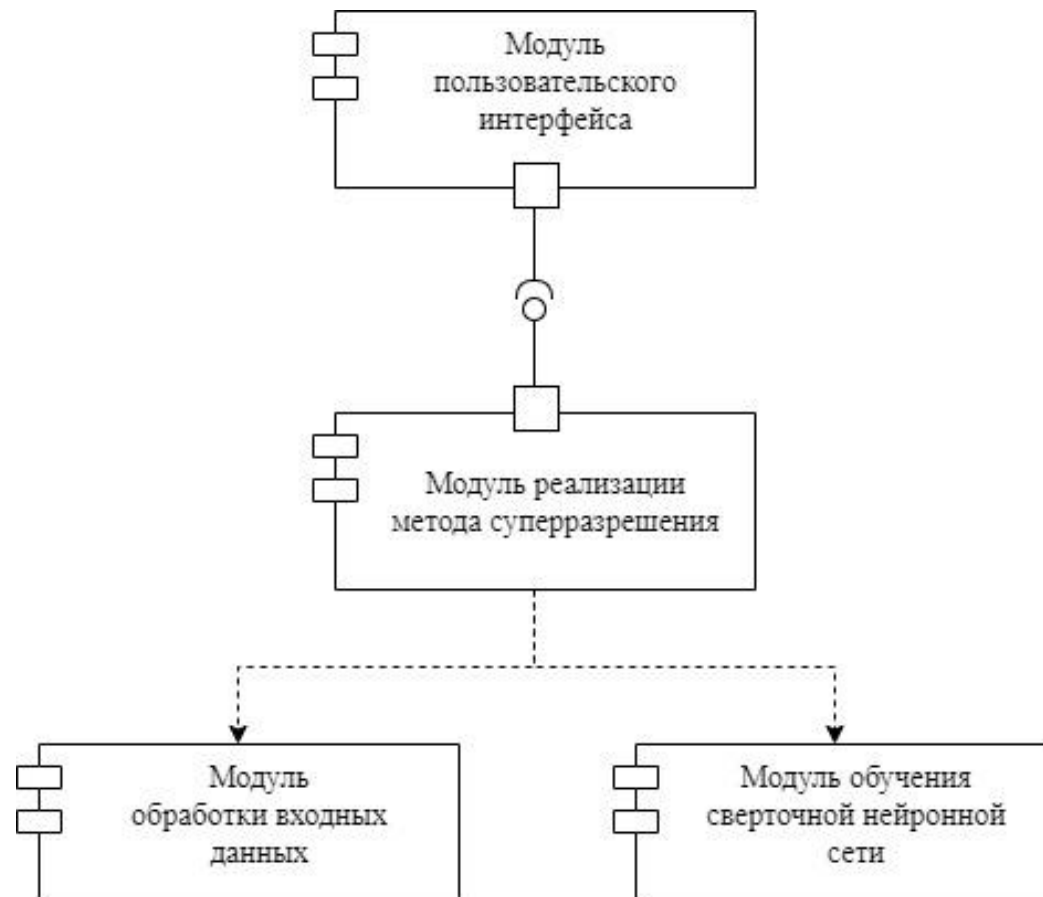 Модуль
пользовательского
интерфейса
Модуль реализации
метода суперразрешения
Модуль
обработки входных
данных
Модуль обучения
сверточной нейронной
сети